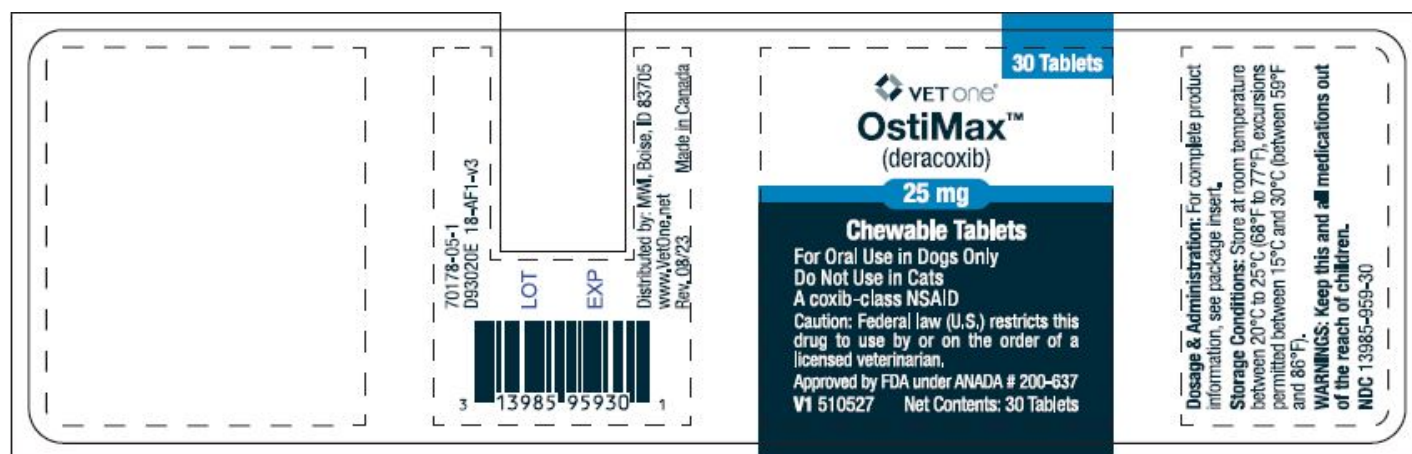 70178-05-1
D93020E 18-AF1-v3
LOT
EXP
Distributed by: MWI, Boise, ID 83705
www.VetOne.net
Rev. 08/23 Made in Canada
3 13985 95930 1
30 Tablets
VET one®
OstiMax™
(deracoxib)
25 mg
Chewable Tablets
For Oral Use in Dogs Only
Do Not Use in Cats
A coxib-class NSAID
Caution: Federal law (U.S.) restricts this
drug to use by or on the order of a
licensed veterinarian.
Approved by FDA under ANADA # 200-637
V1 510527 Net Contents: 30 Tablets
Dosage & Administration: For complete product
information, see package insert.
Storage Conditions: Store at room temperature
between 20°C to 25°C (68°F to 77°F), excursions
permitted between 15°C and 30°C (between 59°F
and 86°F).
WARNINGS: Keep this and all medications out
of the reach of children.
NDC 13985-959-30